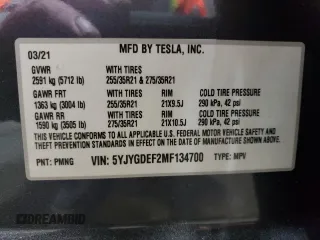 MFD BY TESLA, INC.
03/21
GVWR WITH TIRES
2591 kg (5712 lb) 255/35R21 & 275/35R21
GAWR FRT WITH TIRES RIM COLD TIRE PRESSURE
1363 kg (3004 lb) 255/35R21 21X9.5J 290 kPa, 42 psi
GAWR RR WITH TIRES RIM COLD TIRE PRESSURE
1590 kg (3505 lb) 275/35R21 21X10.5J 290 kPa, 42 psi
THIS VEHICLE CONFORMS TO ALL APPLICABLE U.S. FEDERAL MOTOR VEHICLE
SAFETY AND THEFT PREVENTION STANDARDS IN EFFECT
ON THE DATE OF MANUFACTURE SHOWN ABOVE.
PNT: PMNG VIN: 5YJYGDEF2MF134700 TYPE: MPV
© DREAMBID